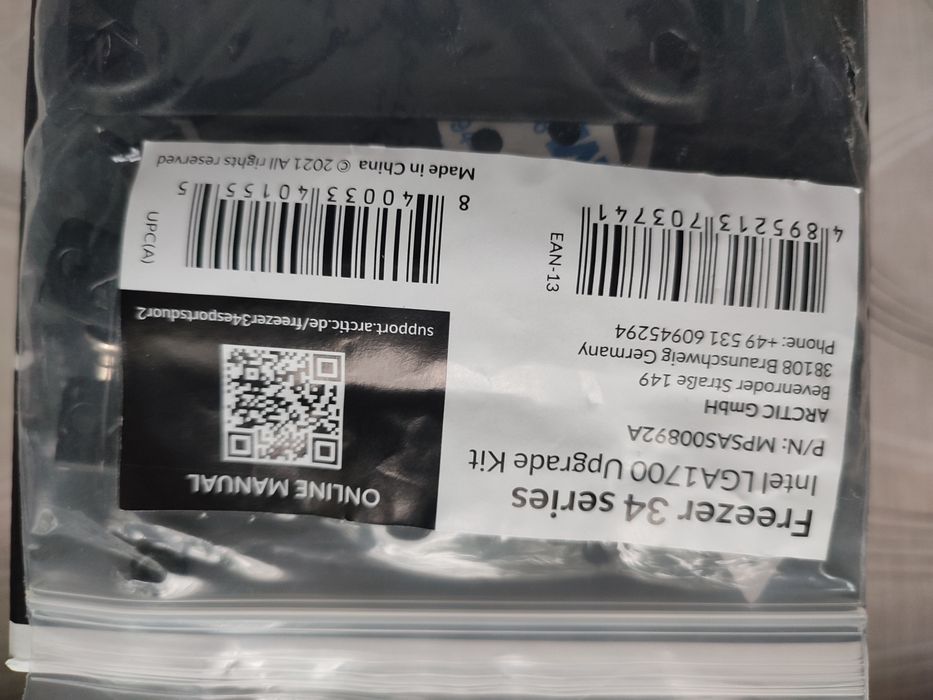 Freezer 34 series
Intel LGA1700 Upgrade Kit
P/N: MPSAS00892A
ARCTIC GmbH
Bevenroder Straße 149
38108 Braunschweig Germany
Phone: +49 531 60945294
EAN-13
4 895213 703741
ONLINE MANUAL
support.arctic.de/freezer34esportsduor2
UPC(A)
8 40033 40155 5
Made in China © 2021 All rights reserved